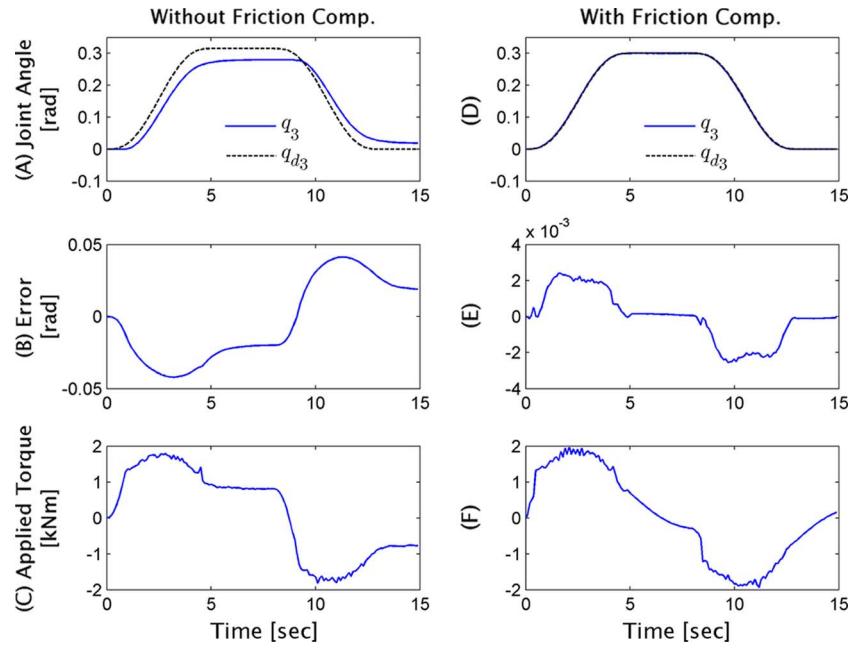 Without Friction Comp.
With Friction Comp.
(A) Joint Angle
[rad]
0.3
0.2
0.1
0
-0.1
q3
qd3
0
5
10
15
(D)
0.3
0.2
0.1
0
-0.1
q3
qd3
0
5
10
15
(B) Error
[rad]
0.05
0
-0.05
0
5
10
15
(E)
x 10-3
4
2
0
-2
-4
0
5
10
15
(C) Applied Torque
[kNm]
2
1
0
-1
-2
0
5
10
15
Time [sec]
(F)
2
1
0
-1
-2
0
5
10
15
Time [sec]